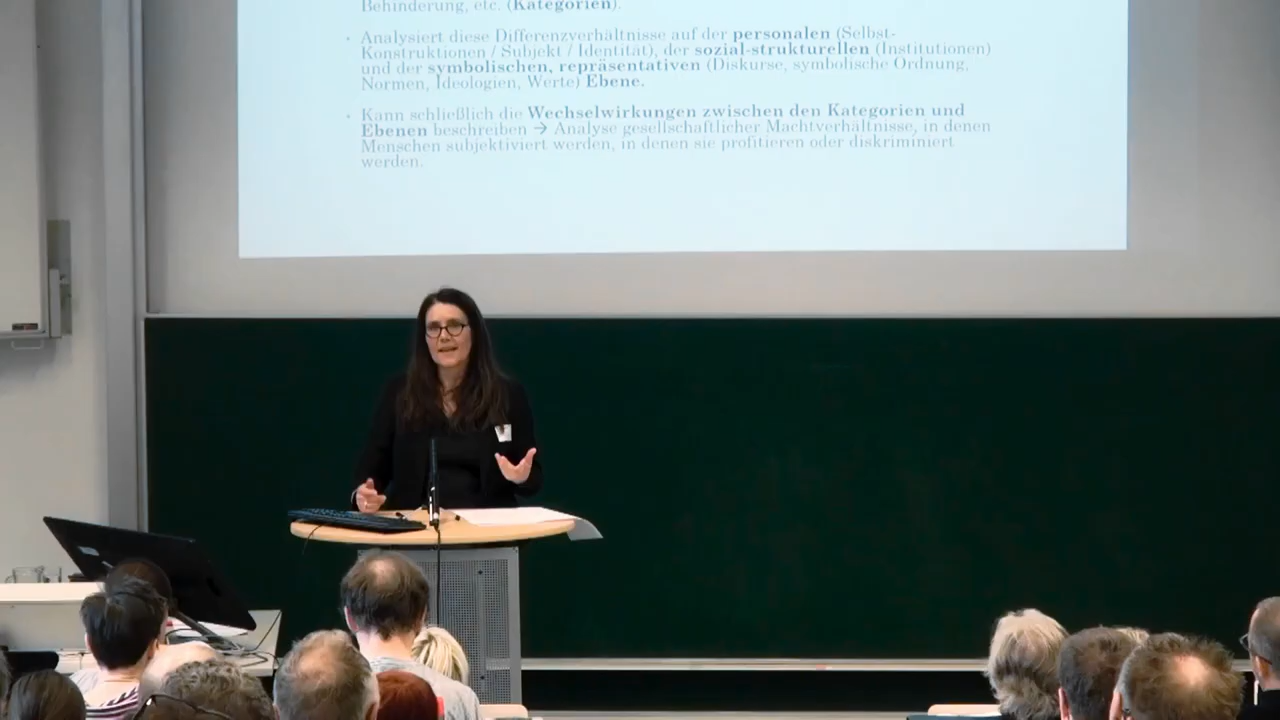 Behinderung, etc. (Kategorien).
• Analysiert diese Differenzverhältnisse auf der personalen (Selbst-
Konstruktionen / Subjekt / Identität), der sozial-strukturellen (Institutionen)
und der symbolischen, repräsentativen (Diskurse, symbolische Ordnung,
Normen, Ideologien, Werte) Ebene.
• Kann schließlich die Wechselwirkungen zwischen den Kategorien und
Ebenen beschreiben → Analyse gesellschaftlicher Machtverhältnisse, in denen
Menschen subjektiviert werden, in denen sie profitieren oder diskriminiert
werden.